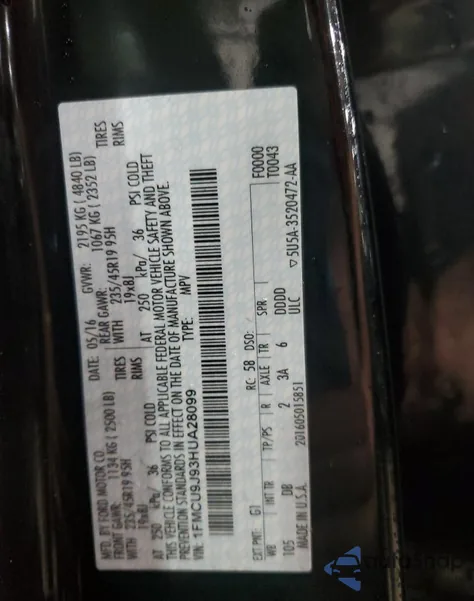 MFD. BY FORD MOTOR CO.
DATE: 05/16 GVWR: 2195 KG ( 4840 LB)
FRONT GAWR: 1134 KG ( 2500 LB) REAR GAWR: 1067 KG ( 2352 LB)
WITH 235/45R19 95H TIRES WITH 235/45R19 95H TIRES
19x8J RIMS 19x8J RIMS
AT 250 kPa/ 36 PSI COLD AT 250 kPa/ 36 PSI COLD
THIS VEHICLE CONFORMS TO ALL APPLICABLE FEDERAL MOTOR VEHICLE SAFETY AND THEFT
PREVENTION STANDARDS IN EFFECT ON THE DATE OF MANUFACTURE SHOWN ABOVE.
VIN: 1FMCU9J93HUA28099 TYPE: MPV
EXT PNT: G1 RC: 58 DSO: F0000
T0043
WB INT TR TP/PS R AXLE TR SPR
105 DB 2 3A 6 DDDD
ULC
MADE IN U.S.A. 20160501585 1 ▽5U5A-3520472-AA
autosnap